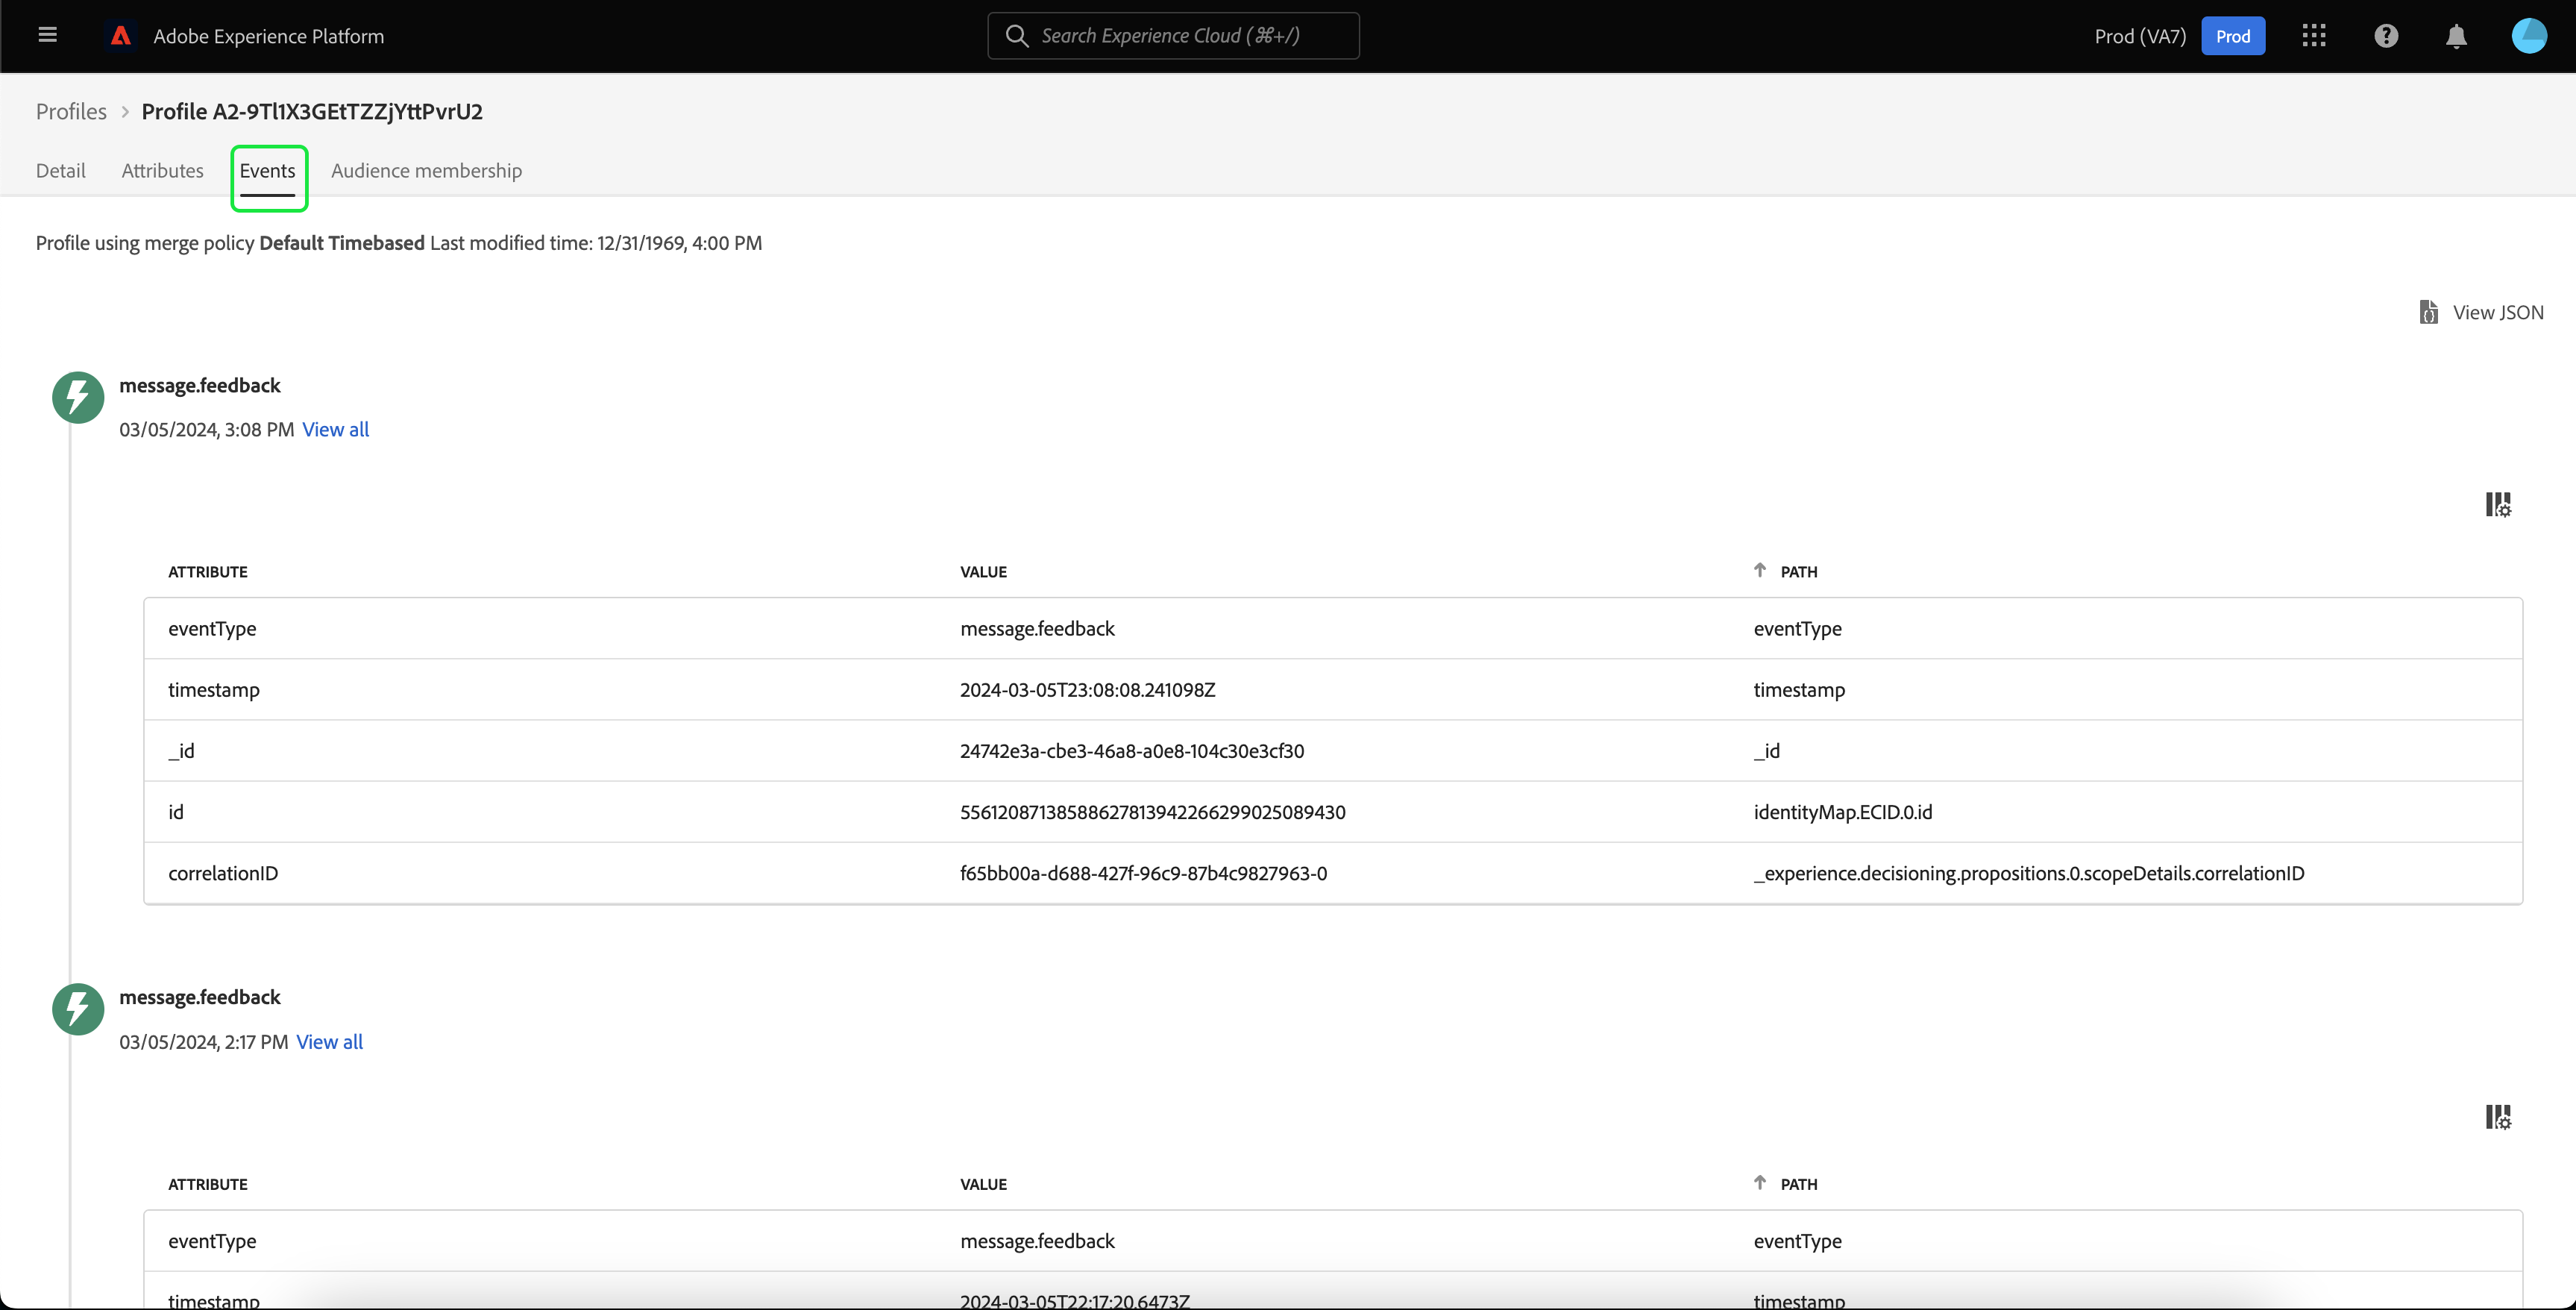 Adobe Experience Platform
Search Experience Cloud (⌘+/)
Prod (VA7)
Prod
Profiles > Profile A2-9Tl1X3GEtTZZjYttPvrU2
Detail Attributes Events Audience membership
Profile using merge policy Default Timebased Last modified time: 12/31/1969, 4:00 PM
View JSON
message.feedback
03/05/2024, 3:08 PM View all
ATTRIBUTE VALUE PATH
eventType message.feedback eventType
timestamp 2024-03-05T23:08:08.241098Z timestamp
_id 24742e3a-cbe3-46a8-a0e8-104c30e3cf30 _id
id 55612087138588627813942266299025089430 identityMap.ECID.0.id
correlationID f65bb00a-d688-427f-96c9-87b4c9827963-0 _experience.decisioning.propositions.0.scopeDetails.correlationID
message.feedback
03/05/2024, 2:17 PM View all
ATTRIBUTE VALUE PATH
eventType message.feedback eventType
timestamp 2024-03-05T22:17:20.6473Z timestamp